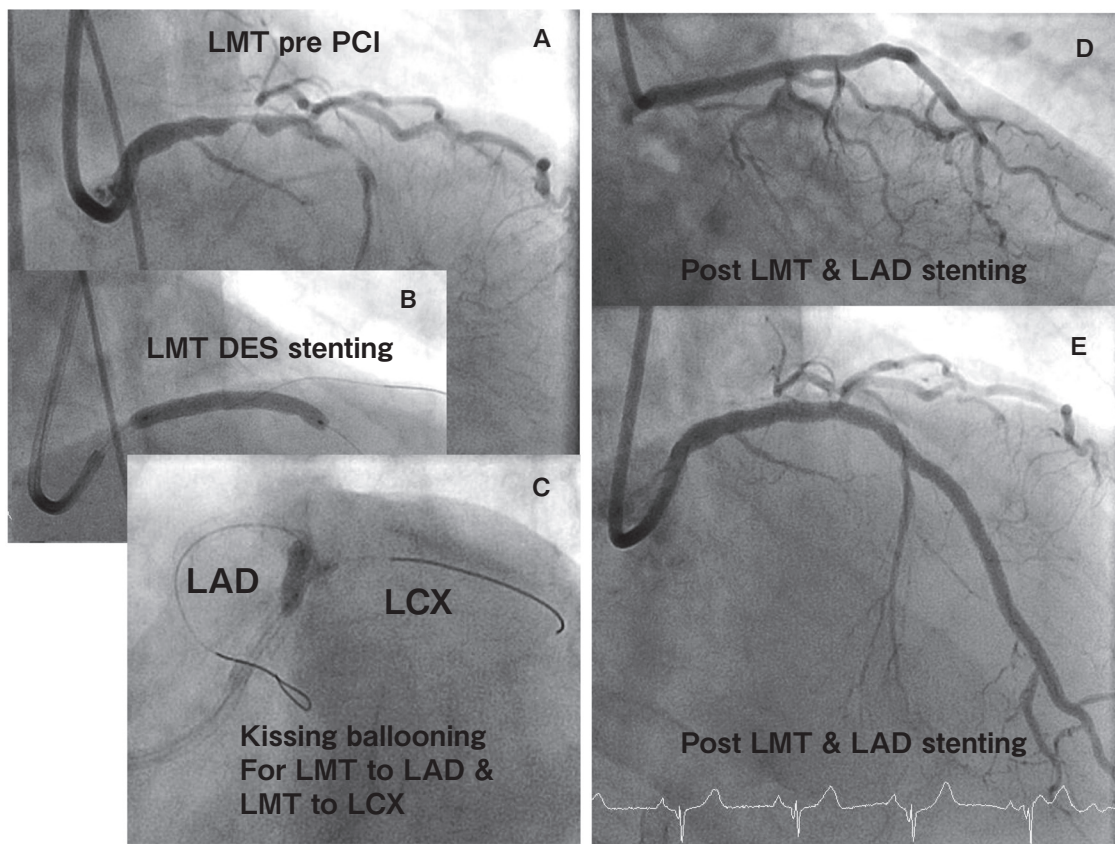 LMT pre PCI
A
B
LMT DES stenting
C
LAD
LCX
Kissing ballooning
For LMT to LAD &
LMT to LCX
D
Post LMT & LAD stenting
E
Post LMT & LAD stenting